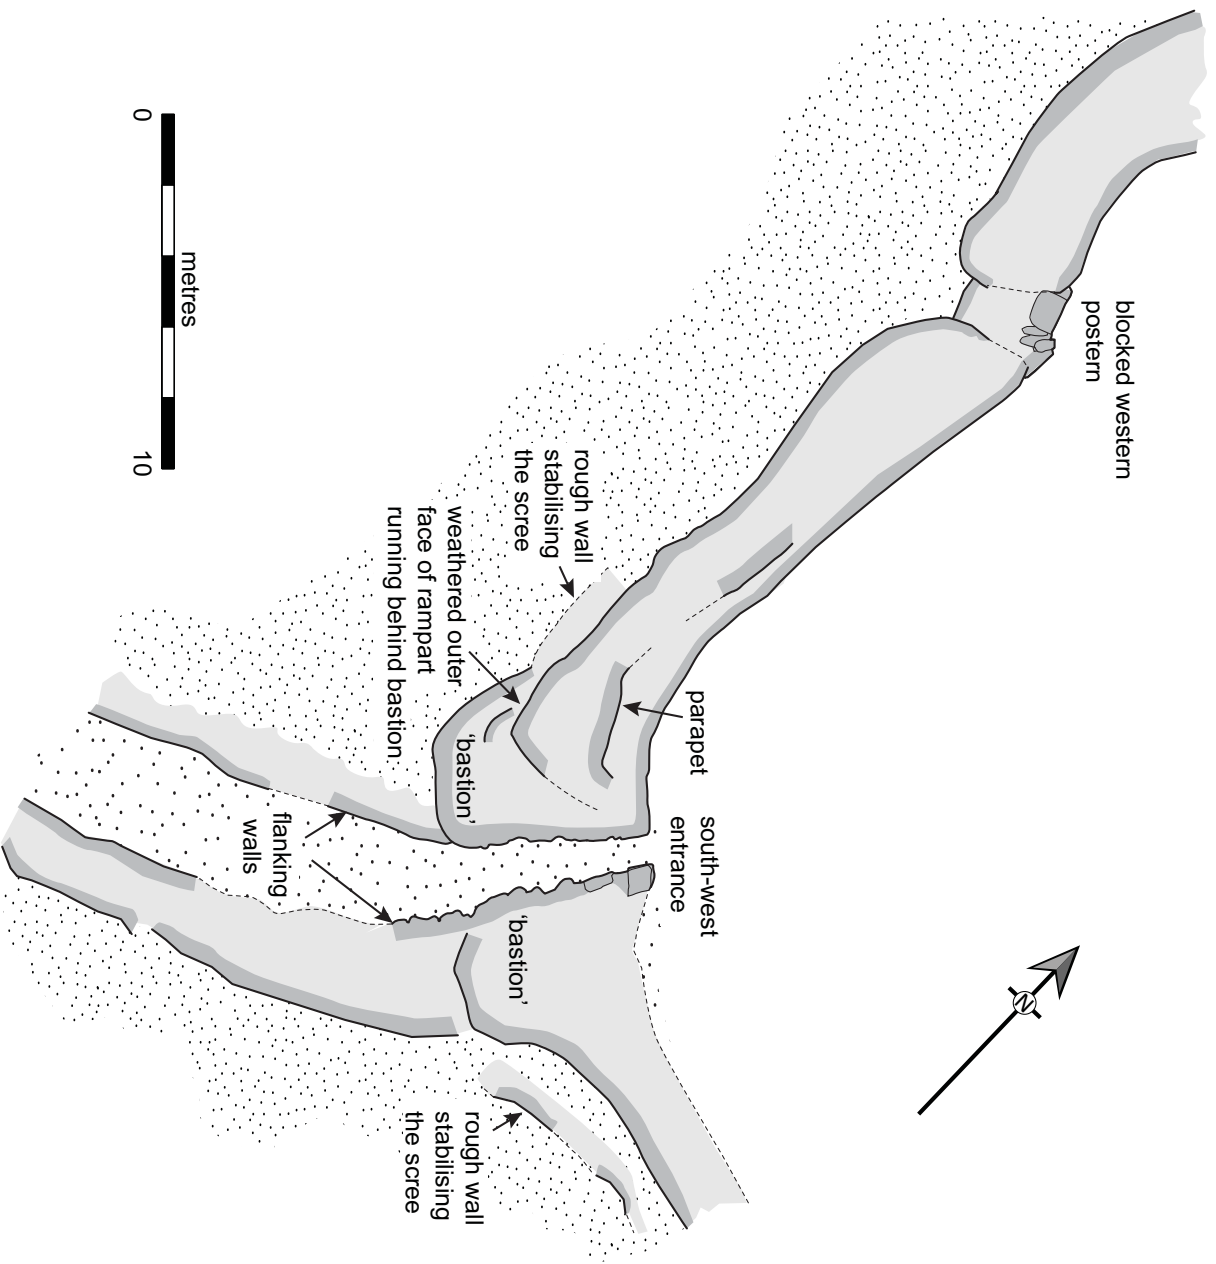 blocked western
postern
0
metres
10
rough wall
stabilising
the scree
weathered outer
face of rampart
running behind bastion
parapet
'bastion'
south-west
entrance
flanking
walls
'bastion'
N
rough wall
stabilising
the scree